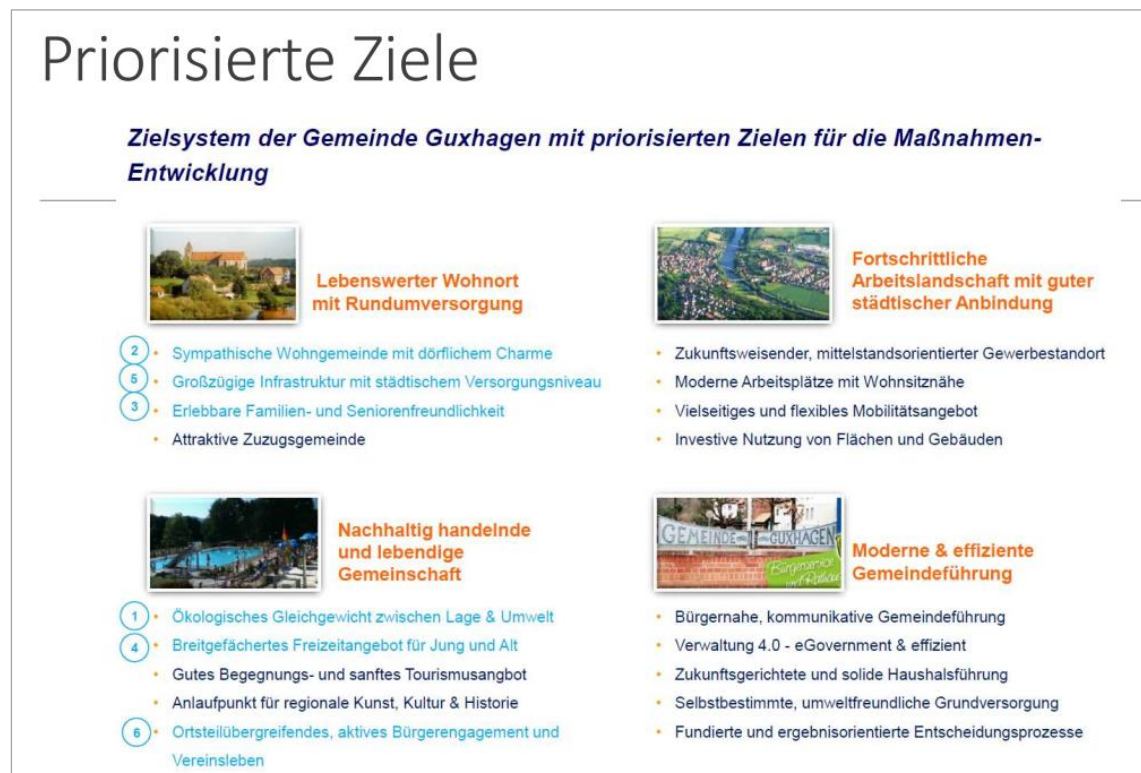 Priorisierte Ziele
Zielsystem der Gemeinde Guxhagen mit priorisierten Zielen für die Maßnahmen-
Entwicklung
Lebenswerter Wohnort
mit Rundumversorgung
2 • Sympathische Wohngemeinde mit dörflichem Charme
5 • Großzügige Infrastruktur mit städtischem Versorgungsniveau
3 • Erlebbare Familien- und Seniorenfreundlichkeit
• Attraktive Zuzugsgemeinde
Fortschrittliche
Arbeitslandschaft mit guter
städtischer Anbindung
• Zukunftsweisender, mittelstandsorientierter Gewerbestandort
• Moderne Arbeitsplätze mit Wohnsitznähe
• Vielseitiges und flexibles Mobilitätsangebot
• Investive Nutzung von Flächen und Gebäuden
Nachhaltig handelnde
und lebendige
Gemeinschaft
1 • Ökologisches Gleichgewicht zwischen Lage & Umwelt
4 • Breitgefächertes Freizeitangebot für Jung und Alt
• Gutes Begegnungs- und sanftes Tourismusangbot
• Anlaufpunkt für regionale Kunst, Kultur & Historie
6 • Ortsteilübergreifendes, aktives Bürgerengagement und
Vereinsleben
GEMEINDE GUXHAGEN
Bürgerservice
und Rathaus
Moderne & effiziente
Gemeindeführung
• Bürgernahe, kommunikative Gemeindeführung
• Verwaltung 4.0 - eGovernment & effizient
• Zukunftsgerichtete und solide Haushalsführung
• Selbstbestimmte, umweltfreundliche Grundversorgung
• Fundierte und ergebnisorientierte Entscheidungsprozesse